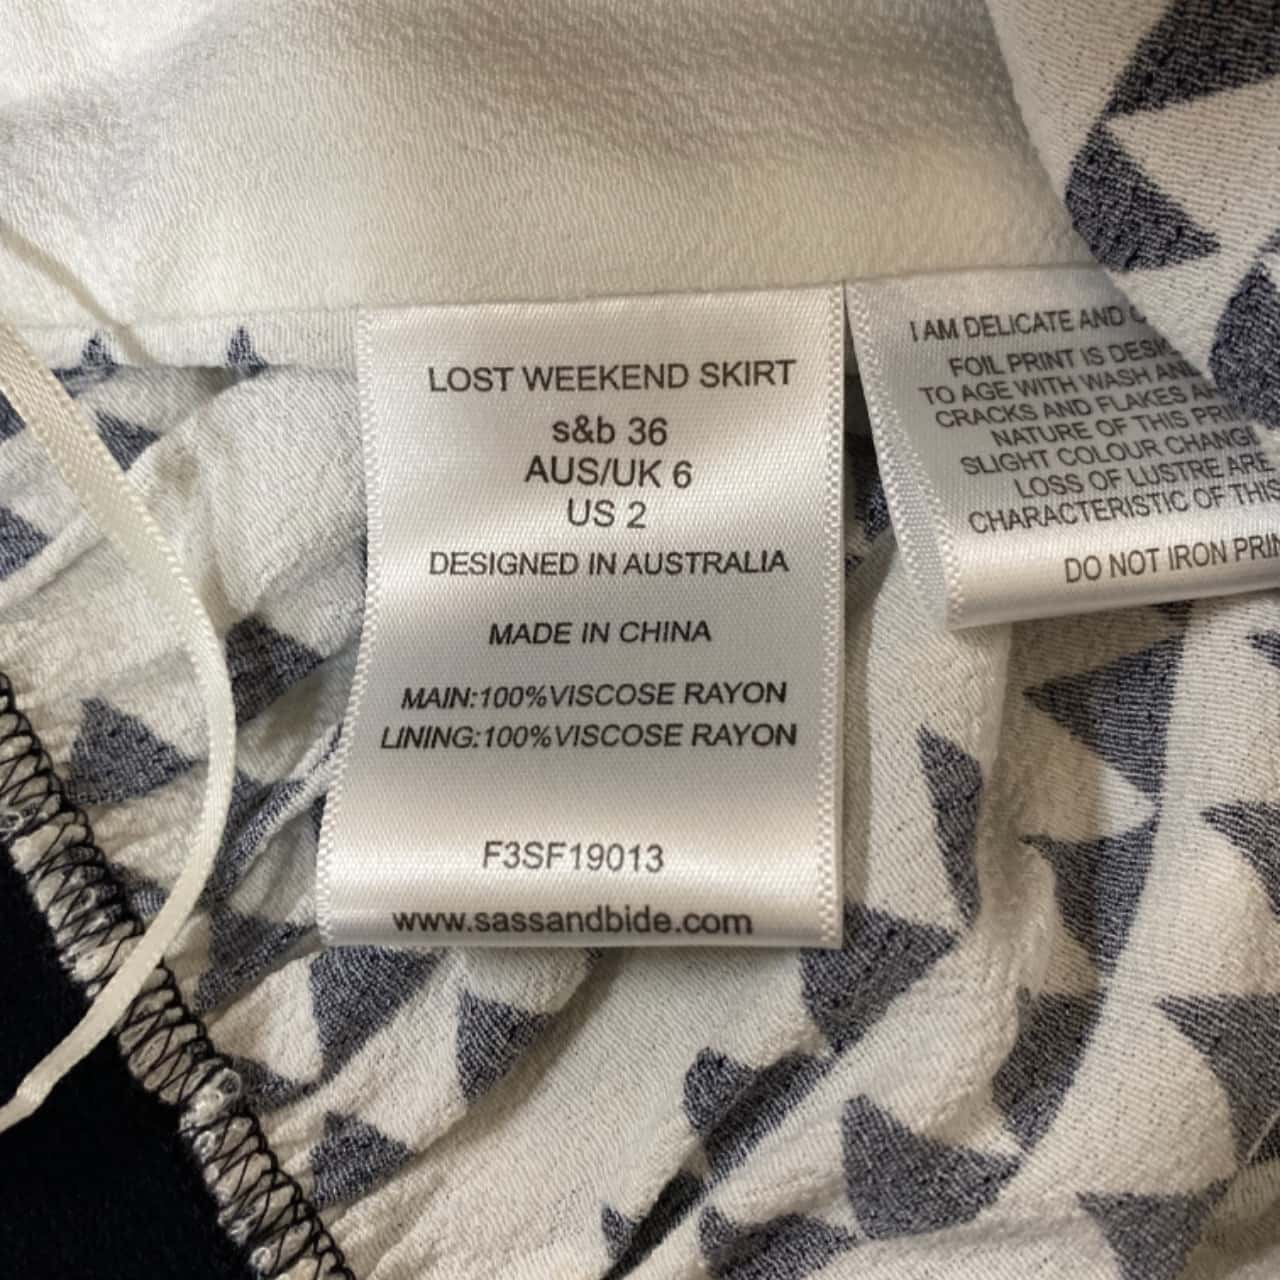 LOST WEEKEND SKIRT
s&b 36
AUS/UK 6
US 2
DESIGNED IN AUSTRALIA
MADE IN CHINA
MAIN:100%VISCOSE RAYON
LINING:100%VISCOSE RAYON
F3SF19013
www.sassandbide.com
I AM DELICATE AND
FOIL PRINT IS
TO AGE WITH WASH
CRACKS AND FLAKES
NATURE OF THIS
SLIGHT COLOUR
LOSS OF LUSTRE ARE
CHARACTERISTIC OF THIS
DO NOT IRON